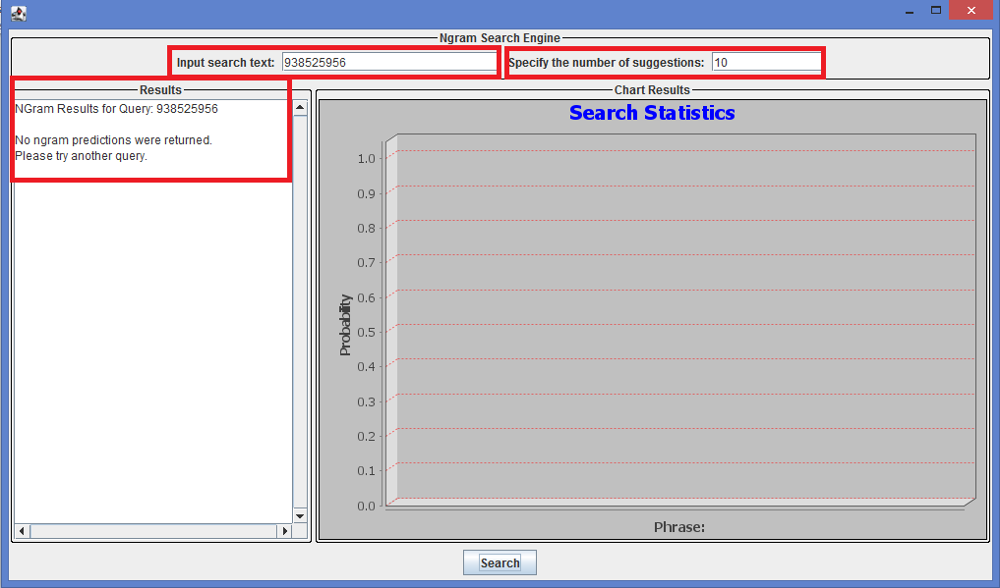 Ngram Search Engine
Input search text: 938525956
Specify the number of suggestions: 10
Results
NGram Results for Query: 938525956
No ngram predictions were returned.
Please try another query.
Chart Results
Search Statistics
1.0
0.9
0.8
0.7
0.6
0.5
0.4
0.3
0.2
0.1
0.0
Probability
Phrase:
Search